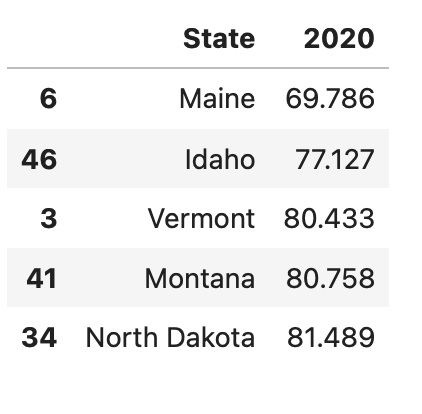 State 2020
6 Maine 69.786
46 Idaho 77.127
3 Vermont 80.433
41 Montana 80.758
34 North Dakota 81.489